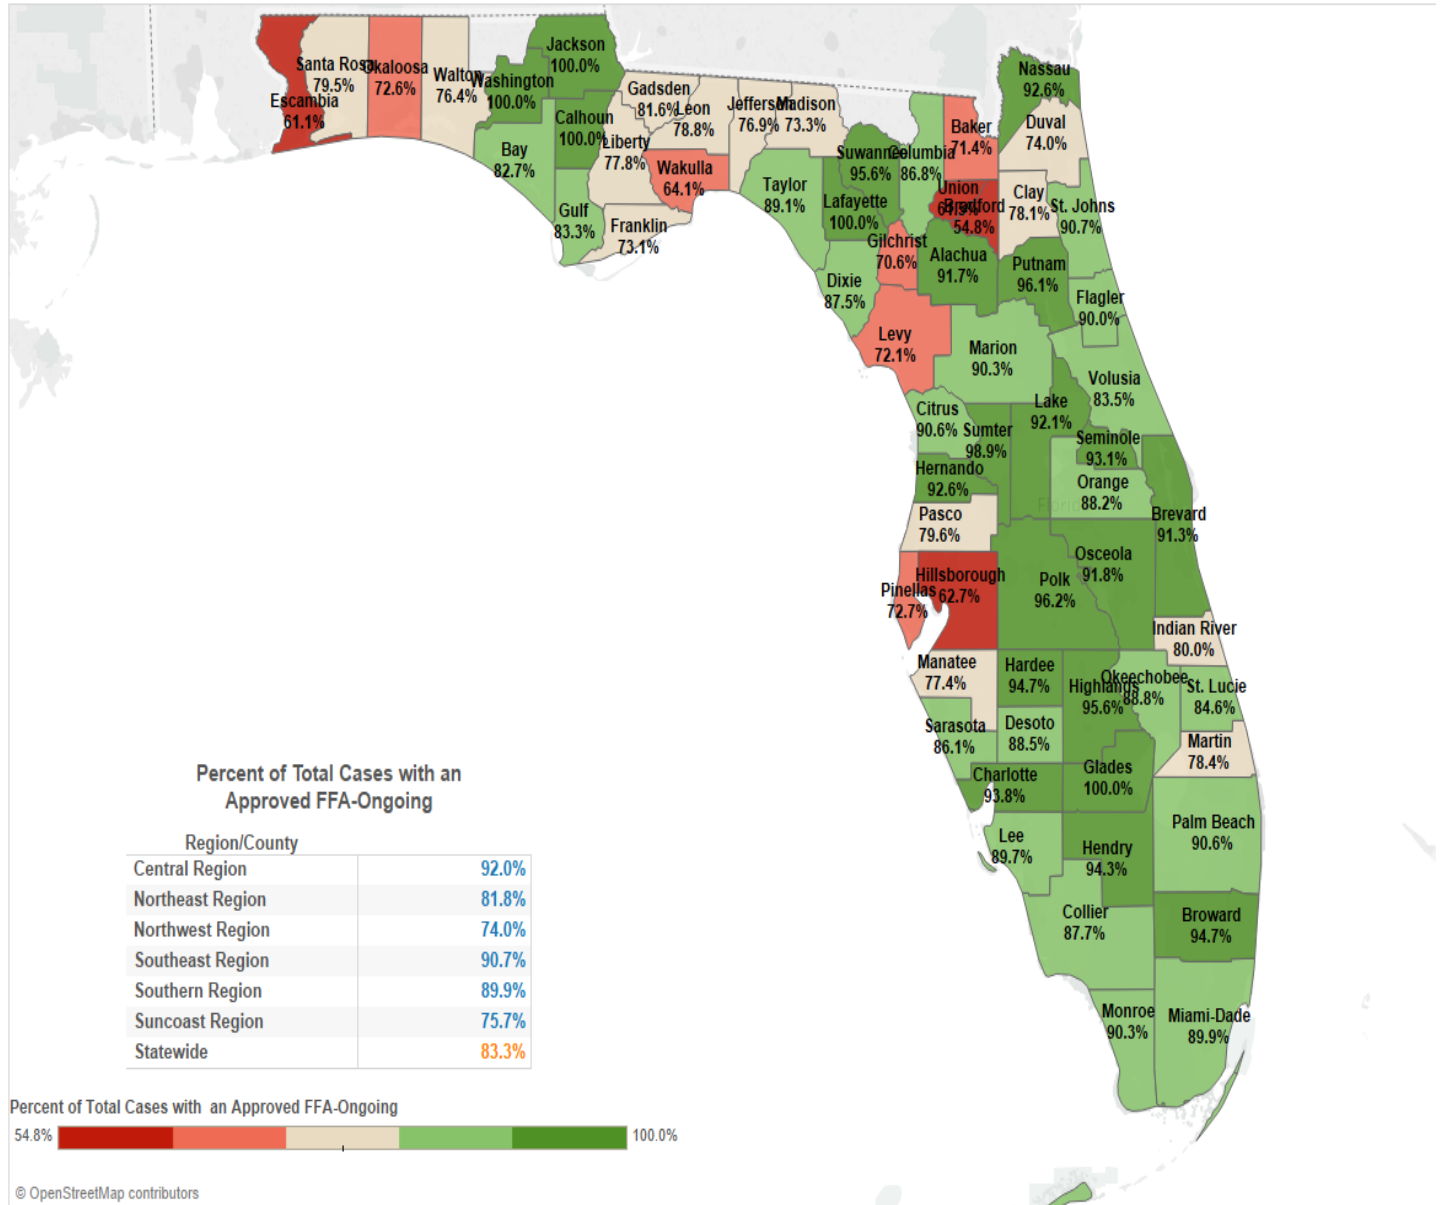 Jackson
100.0%
Santa Rosa
79.5%
Okaloosa
72.6%
Walton
76.4%
Washington
100.0%
Escambia
61.1%
Nassau
92.6%
Gadsden
81.6%
Leon
78.8%
Jefferson
76.9%
Madison
73.3%
Calhoun
100.0%
Liberty
77.8%
Bay
82.7%
Wakulla
64.1%
Baker
71.4%
Duval
74.0%
Suwannee
95.6%
Columbia
86.8%
Taylor
89.1%
Lafayette
100.0%
Union
Bradford
54.8%
Clay
78.1%
St. Johns
90.7%
Gulf
83.3%
Franklin
73.1%
Gilchrist
70.6%
Alachua
91.7%
Putnam
96.1%
Dixie
87.5%
Flagler
90.0%
Levy
72.1%
Marion
90.3%
Volusia
83.5%
Citrus
90.6%
Lake
92.1%
Sumter
98.9%
Seminole
93.1%
Hernando
92.6%
Orange
88.2%
Florida
Pasco
79.6%
Brevard
91.3%
Osceola
91.8%
Pinellas
72.7%
Hillsborough
62.7%
Polk
96.2%
Indian River
80.0%
Manatee
77.4%
Hardee
94.7%
Highlands
95.6%
Okeechobee
88.8%
St. Lucie
84.6%
Sarasota
86.1%
Desoto
88.5%
Martin
78.4%
Charlotte
93.8%
Glades
100.0%
Lee
89.7%
Hendry
94.3%
Palm Beach
90.6%
Collier
87.7%
Broward
94.7%
Monroe
90.3%
Miami-Dade
89.9%
Percent of Total Cases with an
Approved FFA-Ongoing
Region/County
Central Region 92.0%
Northeast Region 81.8%
Northwest Region 74.0%
Southeast Region 90.7%
Southern Region 89.9%
Suncoast Region 75.7%
Statewide 83.3%
Percent of Total Cases with  an Approved FFA-Ongoing
54.8% 100.0%
© OpenStreetMap contributors